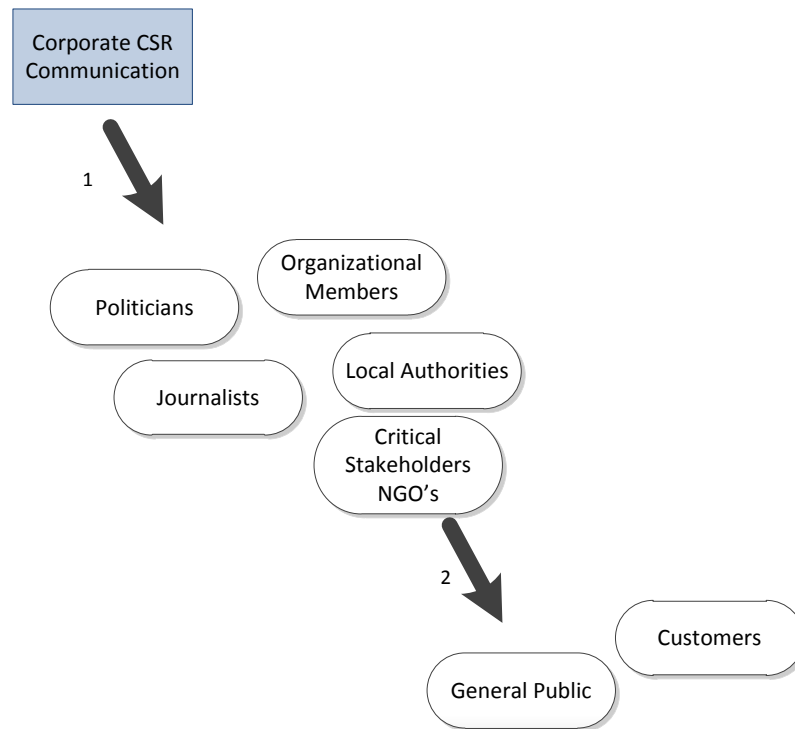 Corporate CSR
Communication
1
Organizational
Members
Politicians
Local Authorities
Journalists
Critical
Stakeholders
NGO’s
2
Customers
General Public